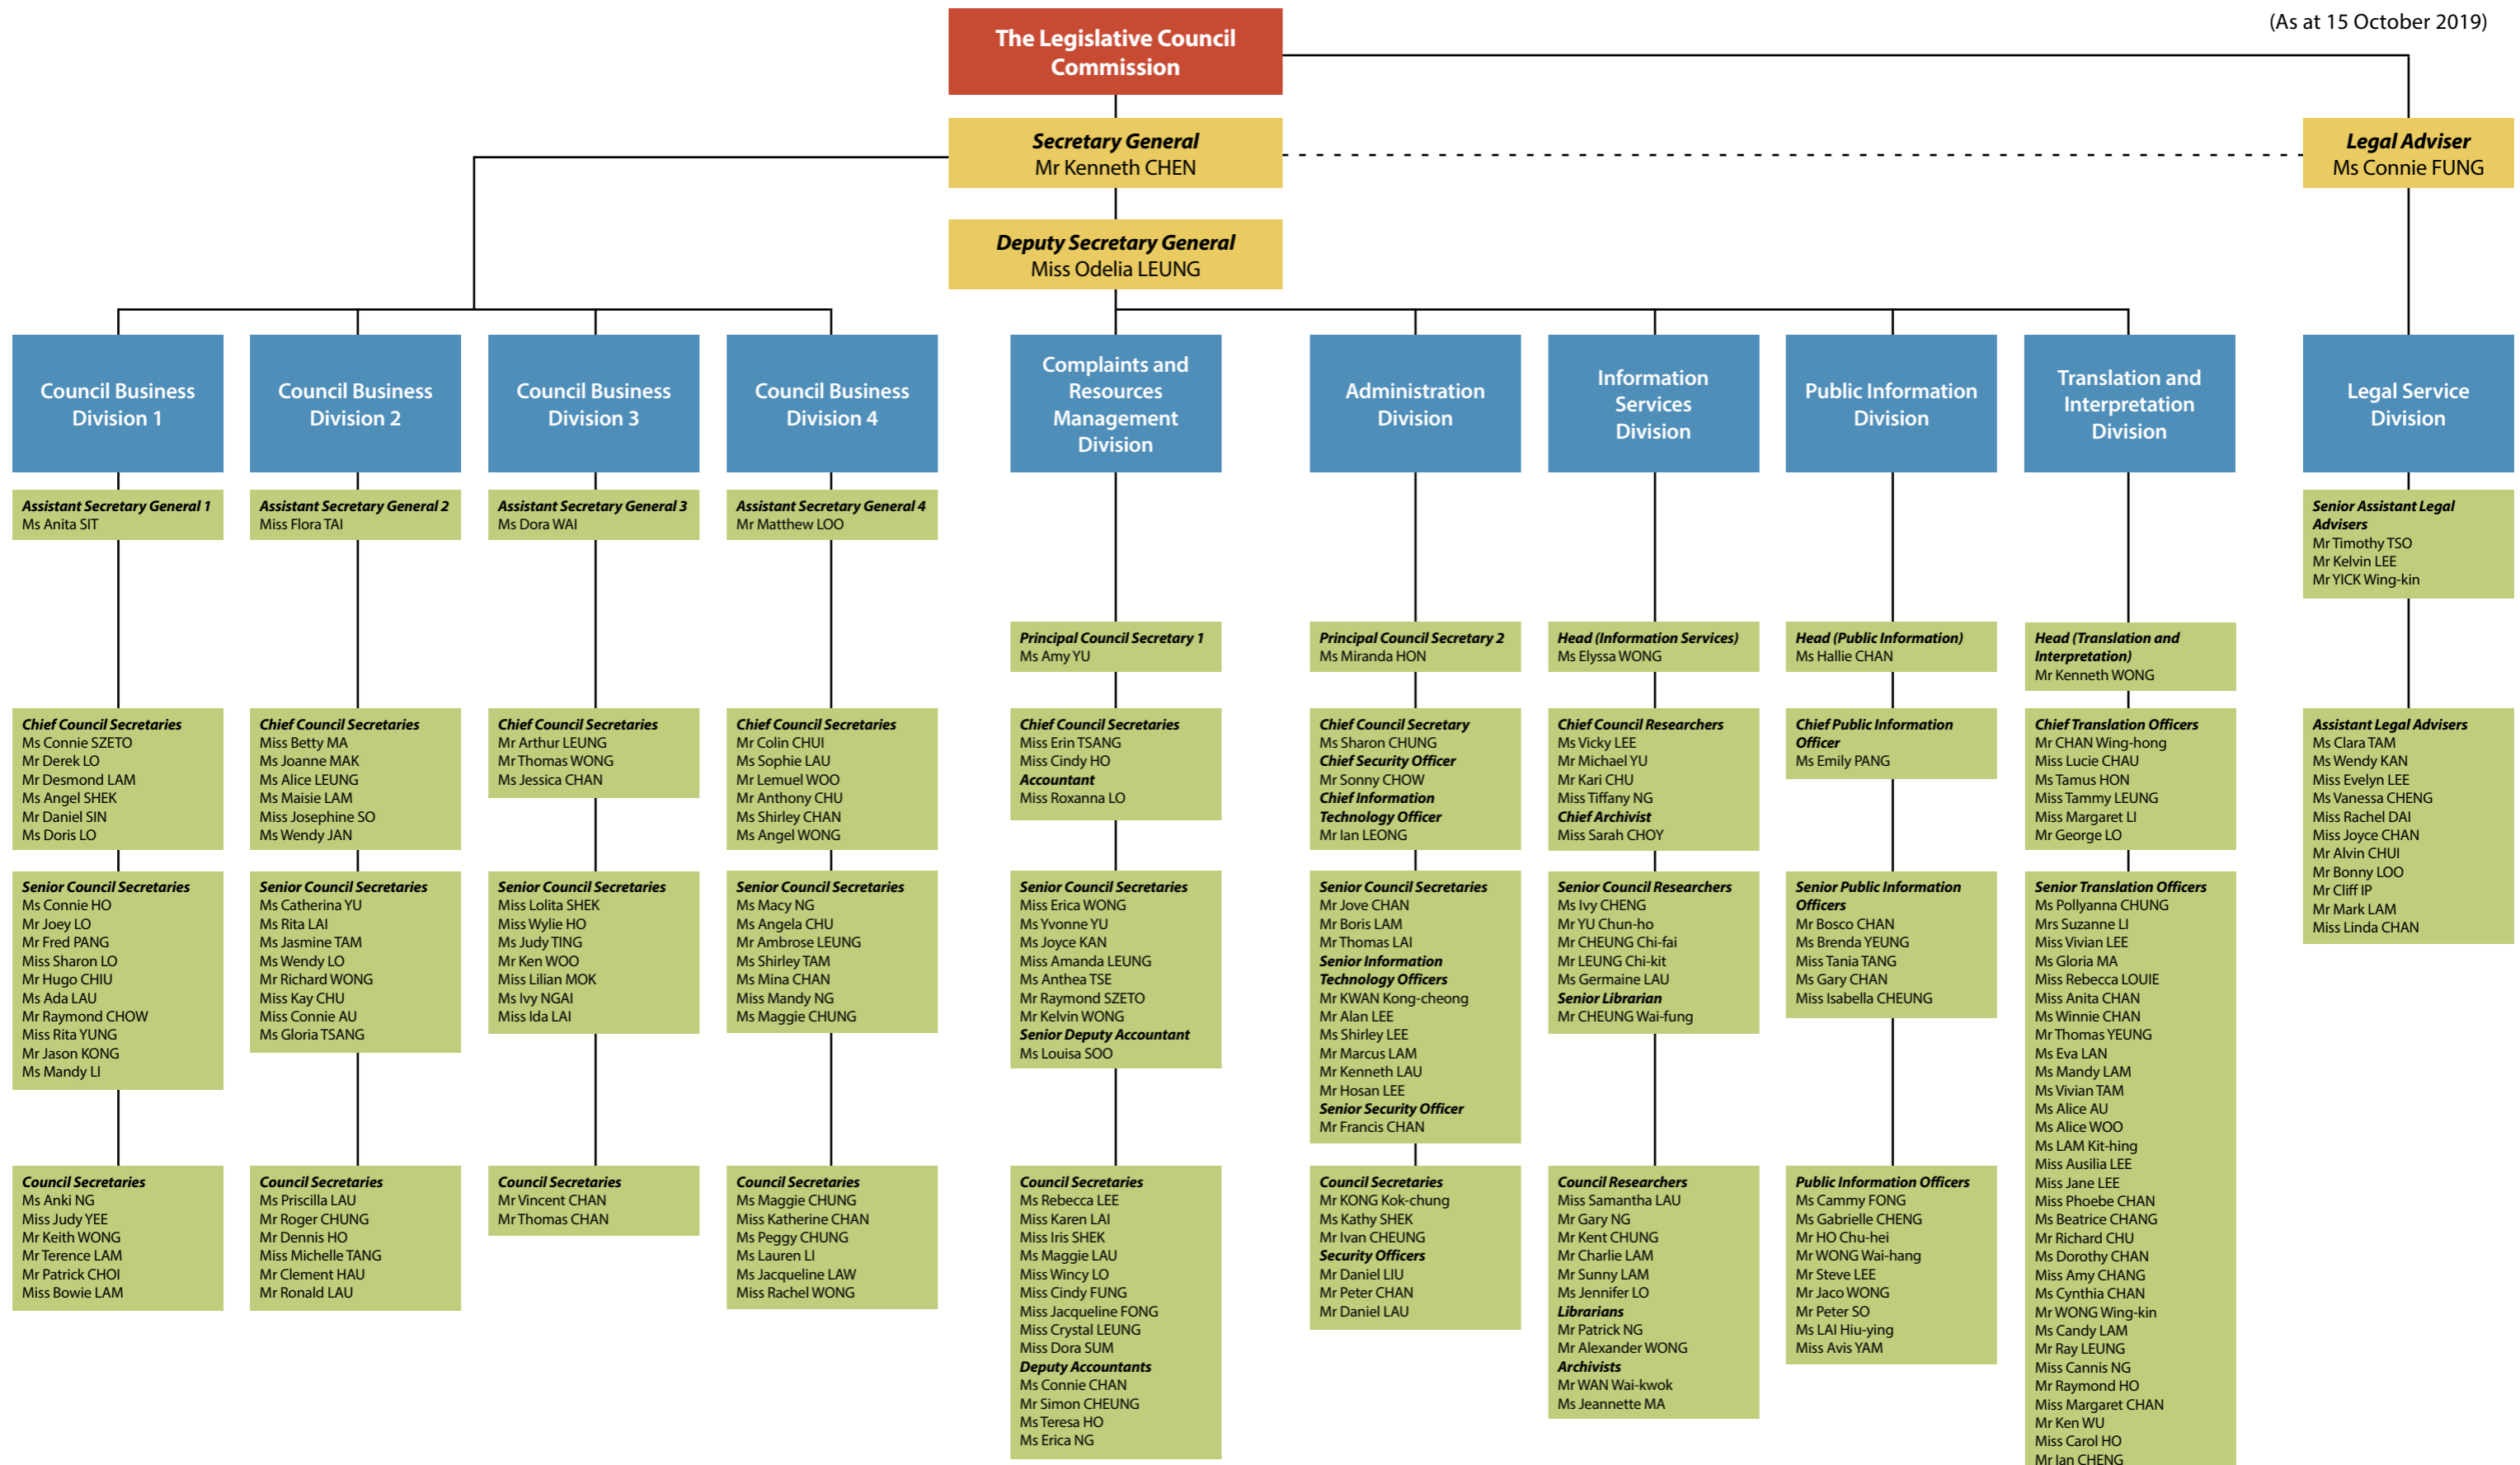 (As at 15 October 2019)
The Legislative Council
Commission
Secretary General
Mr Kenneth CHEN
Legal Adviser
Ms Connie FUNG
Deputy Secretary General
Miss Odelia LEUNG
Council Business
Division 1
Council Business
Division 2
Council Business
Division 3
Council Business
Division 4
Complaints and
Resources
Management
Division
Administration
Division
Information
Services
Division
Public Information
Division
Translation and
Interpretation
Division
Legal Service
Division
Assistant Secretary General 1
Ms Anita SIT
Assistant Secretary General 2
Miss Flora TAI
Assistant Secretary General 3
Ms Dora WAI
Assistant Secretary General 4
Mr Matthew LOO
Senior Assistant Legal
Advisers
Mr Timothy TSO
Mr Kelvin LEE
Mr YICK Wing-kin
Principal Council Secretary 1
Ms Amy YU
Principal Council Secretary 2
Ms Miranda HON
Head (Information Services)
Ms Elyssa WONG
Head (Public Information)
Ms Hallie CHAN
Head (Translation and
Interpretation)
Mr Kenneth WONG
Chief Council Secretaries
Ms Connie SZETO
Mr Derek LO
Mr Desmond LAM
Ms Angel SHEK
Mr Daniel SIN
Ms Doris LO
Chief Council Secretaries
Miss Betty MA
Ms Joanne MAK
Ms Alice LEUNG
Ms Maisie LAM
Miss Josephine SO
Ms Wendy JAN
Chief Council Secretaries
Mr Arthur LEUNG
Mr Thomas WONG
Ms Jessica CHAN
Chief Council Secretaries
Mr Colin CHUI
Ms Sophie LAU
Mr Lemuel WOO
Mr Anthony CHU
Ms Shirley CHAN
Ms Angel WONG
Chief Council Secretaries
Miss Erin TSANG
Miss Cindy HO
Accountant
Miss Roxanna LO
Chief Council Secretary
Ms Sharon CHUNG
Chief Security Officer
Mr Sonny CHOW
Chief Information
Technology Officer
Mr Ian LEONG
Chief Council Researchers
Ms Vicky LEE
Mr Michael YU
Mr Kari CHU
Miss Tiffany NG
Chief Archivist
Miss Sarah CHOY
Chief Public Information
Officer
Ms Emily PANG
Chief Translation Officers
Mr CHAN Wing-hong
Miss Lucie CHAU
Ms Tamus HON
Miss Tammy LEUNG
Miss Margaret LI
Mr George LO
Assistant Legal Advisers
Ms Clara TAM
Ms Wendy KAN
Miss Evelyn LEE
Ms Vanessa CHENG
Miss Rachel DAI
Miss Joyce CHAN
Mr Alvin CHUI
Mr Bonny LOO
Mr Cliff IP
Mr Mark LAM
Miss Linda CHAN
Senior Council Secretaries
Ms Connie HO
Mr Joey LO
Mr Fred PANG
Miss Sharon LO
Mr Hugo CHIU
Ms Ada LAU
Mr Raymond CHOW
Miss Rita YUNG
Mr Jason KONG
Ms Mandy LI
Senior Council Secretaries
Ms Catherina YU
Ms Rita LAI
Ms Jasmine TAM
Ms Wendy LO
Mr Richard WONG
Miss Kay CHU
Miss Connie AU
Ms Gloria TSANG
Senior Council Secretaries
Miss Lolita SHEK
Miss Wylie HO
Ms Judy TING
Mr Ken WOO
Miss Lilian MOK
Ms Ivy NGAI
Miss Ida LAI
Senior Council Secretaries
Ms Macy NG
Ms Angela CHU
Mr Ambrose LEUNG
Ms Shirley TAM
Ms Mina CHAN
Miss Mandy NG
Ms Maggie CHUNG
Senior Council Secretaries
Miss Erica WONG
Ms Yvonne YU
Ms Joyce KAN
Miss Amanda LEUNG
Ms Anthea TSE
Mr Raymond SZETO
Mr Kelvin WONG
Senior Deputy Accountant
Ms Louisa SOO
Senior Council Secretaries
Mr Jove CHAN
Mr Boris LAM
Mr Thomas LAI
Senior Information
Technology Officers
Mr KWAN Kong-cheong
Mr Alan LEE
Ms Shirley LEE
Mr Marcus LAM
Mr Kenneth LAU
Mr Hosan LEE
Senior Security Officer
Mr Francis CHAN
Senior Council Researchers
Ms Ivy CHENG
Mr YU Chun-ho
Mr CHEUNG Chi-fai
Mr LEUNG Chi-kit
Ms Germaine LAU
Senior Librarian
Mr CHEUNG Wai-fung
Senior Public Information
Officers
Mr Bosco CHAN
Ms Brenda YEUNG
Miss Tania TANG
Ms Gary CHAN
Miss Isabella CHEUNG
Senior Translation Officers
Ms Pollyanna CHUNG
Mrs Suzanne LI
Miss Vivian LEE
Ms Gloria MA
Miss Rebecca LOUIE
Miss Anita CHAN
Ms Winnie CHAN
Mr Thomas YEUNG
Ms Eva LAN
Ms Mandy LAM
Ms Vivian TAM
Ms Alice AU
Ms Alice WOO
Ms LAM Kit-hing
Miss Ausilia LEE
Miss Jane LEE
Miss Phoebe CHAN
Ms Beatrice CHANG
Mr Richard CHU
Ms Dorothy CHAN
Miss Amy CHANG
Ms Cynthia CHAN
Mr WONG Wing-kin
Ms Candy LAM
Mr Ray LEUNG
Miss Cannis NG
Mr Raymond HO
Miss Margaret CHAN
Mr Ken WU
Miss Carol HO
Mr Ian CHENG
Council Secretaries
Ms Anki NG
Miss Judy YEE
Mr Keith WONG
Mr Terence LAM
Mr Patrick CHOI
Miss Bowie LAM
Council Secretaries
Ms Priscilla LAU
Mr Roger CHUNG
Mr Dennis HO
Miss Michelle TANG
Mr Clement HAU
Mr Ronald LAU
Council Secretaries
Mr Vincent CHAN
Mr Thomas CHAN
Council Secretaries
Ms Maggie CHUNG
Miss Katherine CHAN
Ms Peggy CHUNG
Ms Lauren LI
Ms Jacqueline LAW
Miss Rachel WONG
Council Secretaries
Ms Rebecca LEE
Miss Karen LAI
Miss Iris SHEK
Ms Maggie LAU
Miss Wincy LO
Miss Cindy FUNG
Miss Jacqueline FONG
Miss Crystal LEUNG
Miss Dora SUM
Deputy Accountants
Ms Connie CHAN
Mr Simon CHEUNG
Ms Teresa HO
Ms Erica NG
Council Secretaries
Mr KONG Kok-chung
Ms Kathy SHEK
Mr Ivan CHEUNG
Security Officers
Mr Daniel LIU
Mr Peter CHAN
Mr Daniel LAU
Council Researchers
Miss Samantha LAU
Mr Gary NG
Mr Kent CHUNG
Mr Charlie LAM
Mr Sunny LAM
Ms Jennifer LO
Librarians
Mr Patrick NG
Mr Alexander WONG
Archivists
Mr WAN Wai-kwok
Ms Jeannette MA
Public Information Officers
Ms Cammy FONG
Ms Gabrielle CHENG
Mr HO Chu-hei
Mr WONG Wai-hang
Mr Steve LEE
Mr Jaco WONG
Mr Peter SO
Ms LAI Hiu-ying
Miss Avis YAM